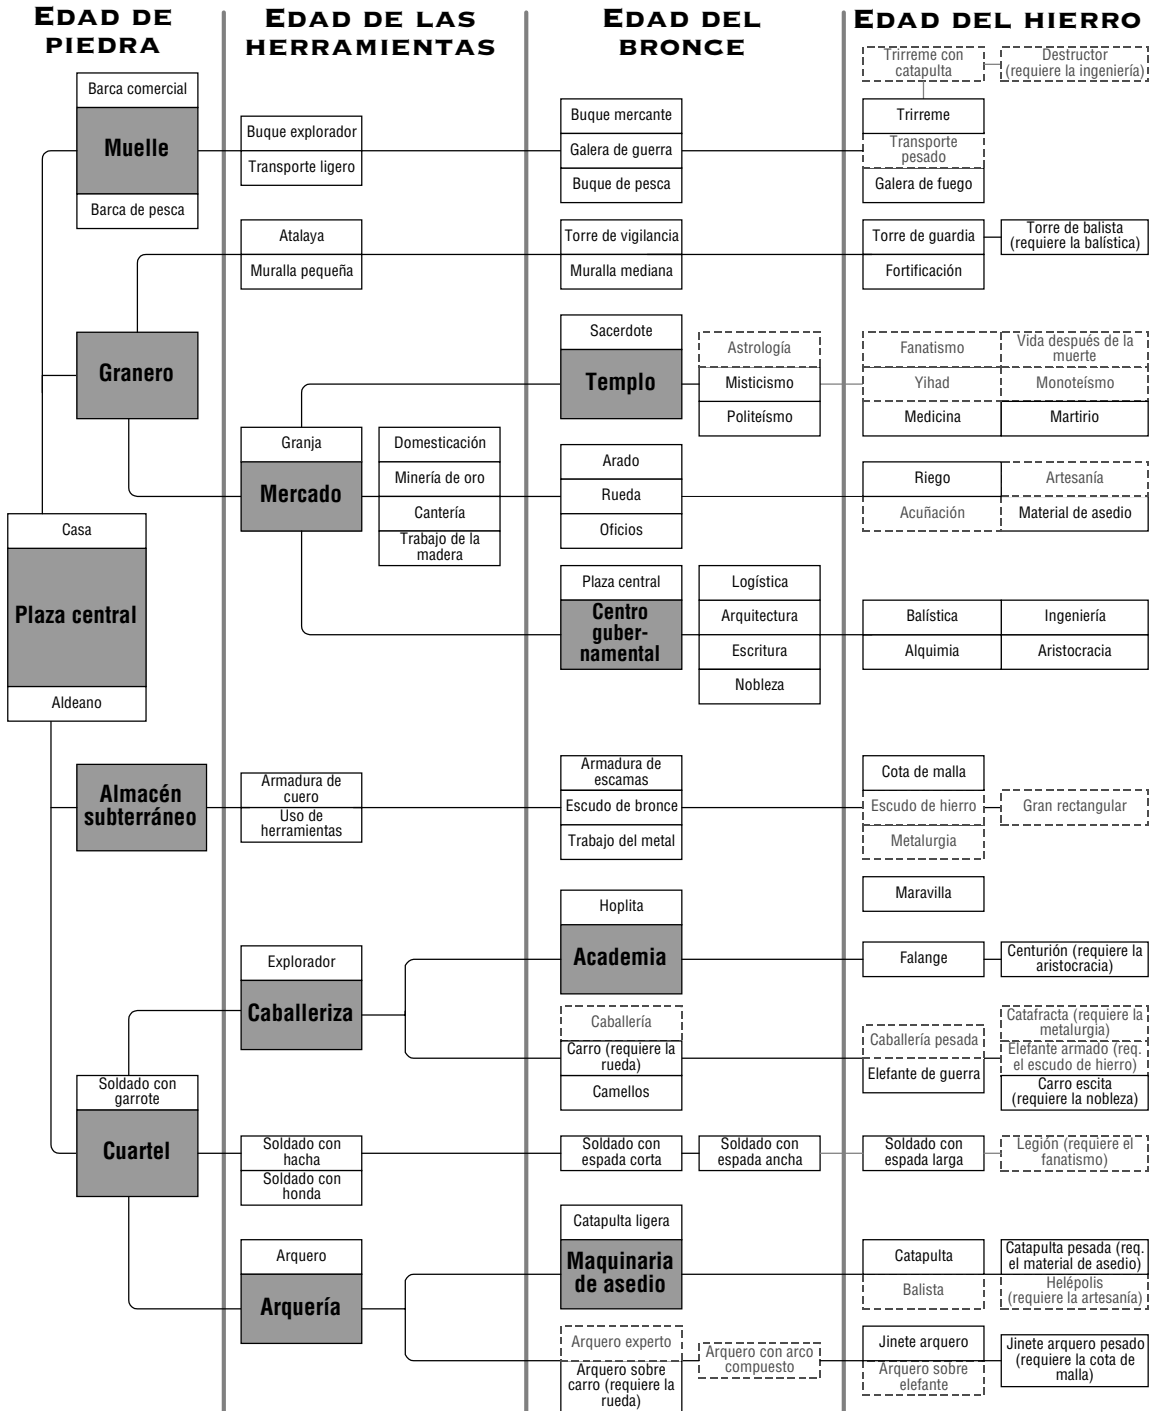 EDAD DE
PIEDRA
EDAD DE LAS
HERRAMIENTAS
EDAD DEL
BRONCE
EDAD DEL HIERRO
Trirreme con
catapulta
Destructor
(requiere la ingeniería)
Barca comercial
Muelle
Barca de pesca
Buque explorador
Transporte ligero
Buque mercante
Galera de guerra
Buque de pesca
Trirreme
Transporte
pesado
Galera de fuego
Atalaya
Muralla pequeña
Torre de vigilancia
Muralla mediana
Torre de guardia
Fortificación
Torre de balista
(requiere la balística)
Granero
Sacerdote
Templo
Astrología
Misticismo
Politeísmo
Fanatismo
Yihad
Medicina
Vida después de la
muerte
Monoteísmo
Martirio
Granja
Mercado
Domesticación
Minería de oro
Cantería
Trabajo de la
madera
Arado
Rueda
Oficios
Riego
Acuñación
Artesanía
Material de asedio
Casa
Plaza central
Aldeano
Plaza central
Centro
guber-
namental
Logística
Arquitectura
Escritura
Nobleza
Balística
Alquimia
Ingeniería
Aristocracia
Almacén
subterráneo
Armadura de
cuero
Uso de
herramientas
Armadura de
escamas
Escudo de bronce
Trabajo del metal
Cota de malla
Escudo de hierro
Metalurgia
Gran rectangular
Maravilla
Hoplita
Academia
Falange
Centurión (requiere la
aristocracia)
Explorador
Caballeriza
Caballería
Carro (requiere la
rueda)
Camellos
Caballería pesada
Elefante de guerra
Catafracta (requiere la
metalurgia)
Elefante armado (req.
el escudo de hierro)
Carro escita
(requiere la nobleza)
Soldado con
garrote
Cuartel
Soldado con
hacha
Soldado con
honda
Soldado con
espada corta
Soldado con
espada ancha
Soldado con
espada larga
Legión (requiere el
fanatismo)
Catapulta ligera
Maquinaria
de asedio
Catapulta
Balista
Catapulta pesada (req.
el material de asedio)
Helépolis
(requiere la artesanía)
Arquero
Arquería
Arquero experto
Arquero sobre
carro (requiere la
rueda)
Arquero con arco
compuesto
Jinete arquero
Arquero sobre
elefante
Jinete arquero pesado
(requiere la cota de
malla)